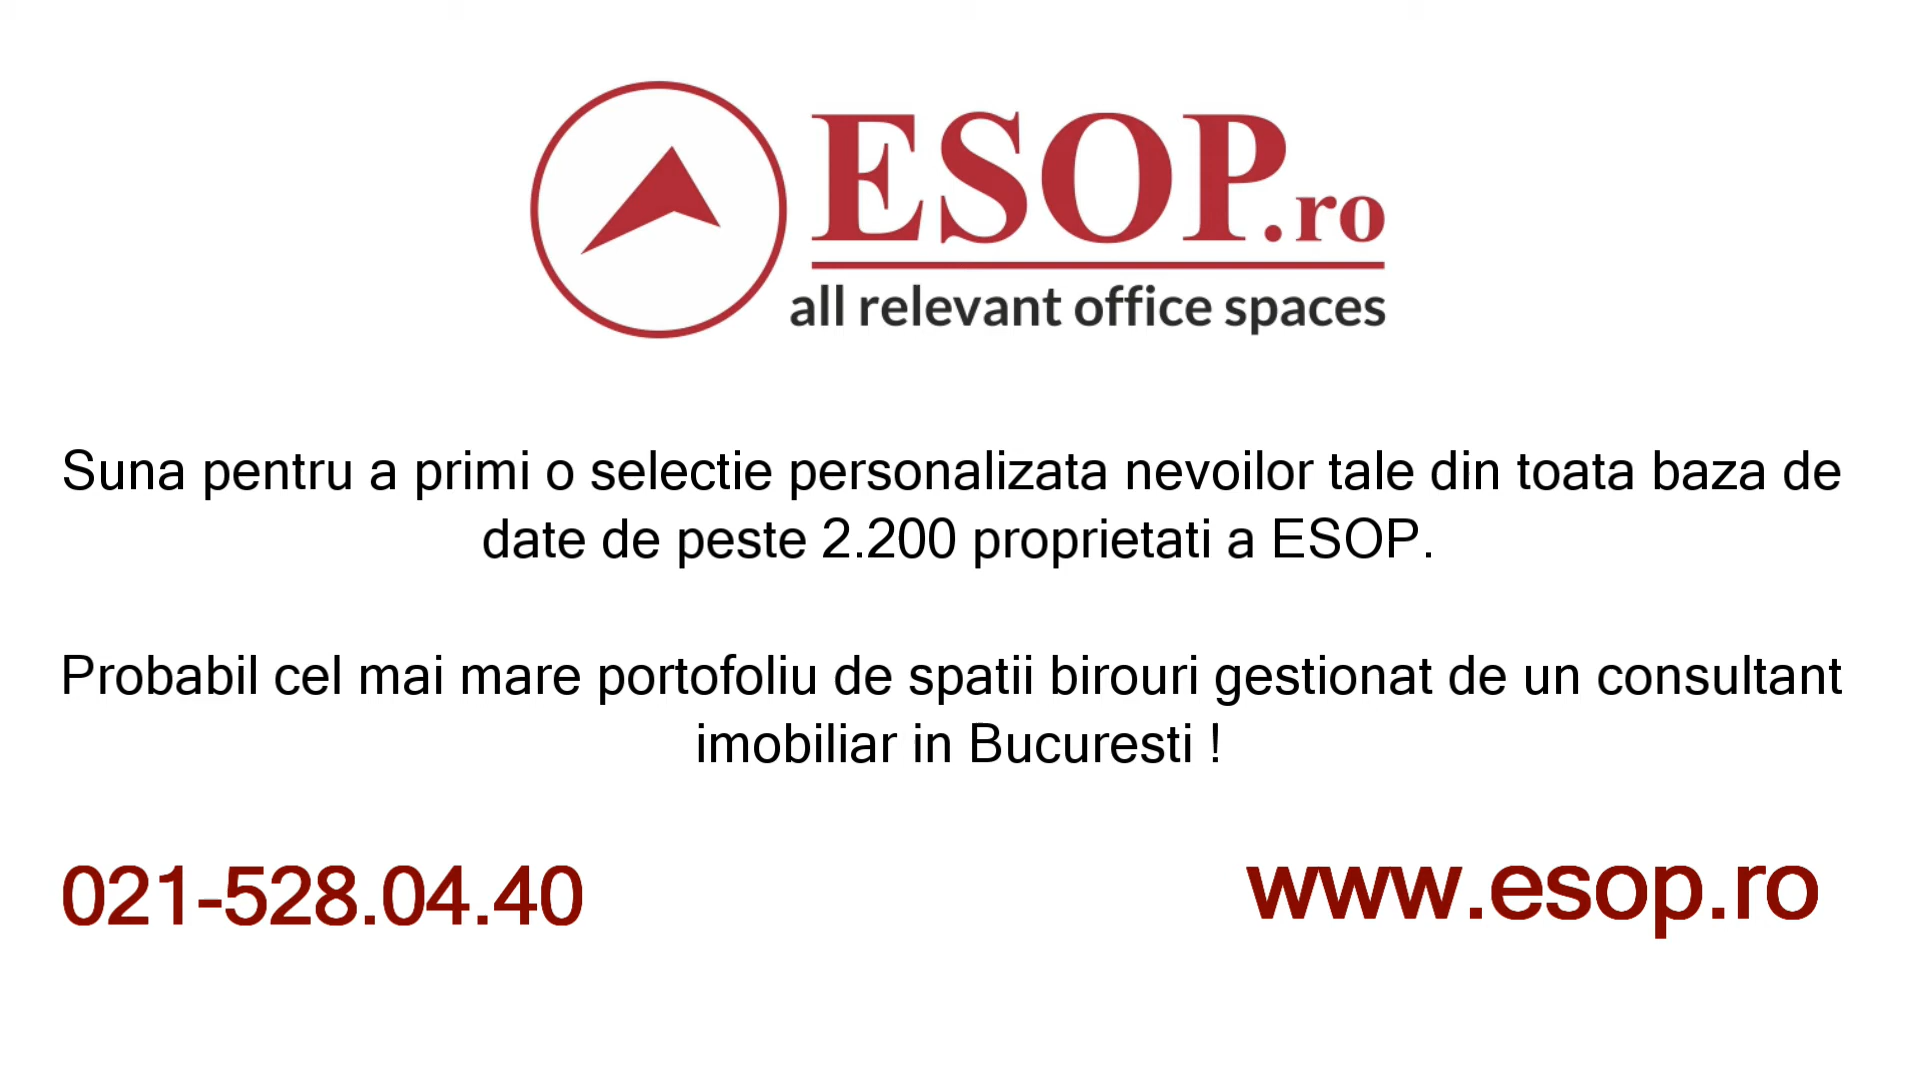 ESOP.ro
all relevant office spaces
Suna pentru a primi o selectie personalizata nevoilor tale din toata baza de
date de peste 2.200 proprietati a ESOP.
Probabil cel mai mare portofoliu de spatii birouri gestionat de un consultant
imobiliar in Bucuresti !
021-528.04.40
www.esop.ro